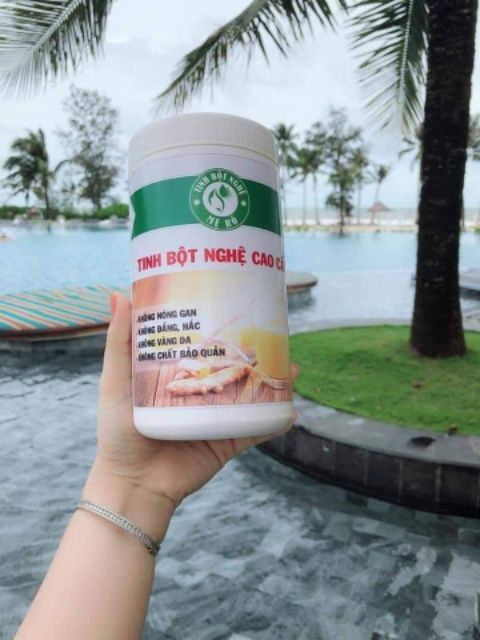 TINH BỘT NGHỆ
MẸ BÔ
TINH BỘT NGHỆ CAO
KHÔNG NÓNG GAN
KHÔNG ĐẮNG, HẮC
KHÔNG VÀNG DA
KHÔNG CHẤT BẢO QUẢN